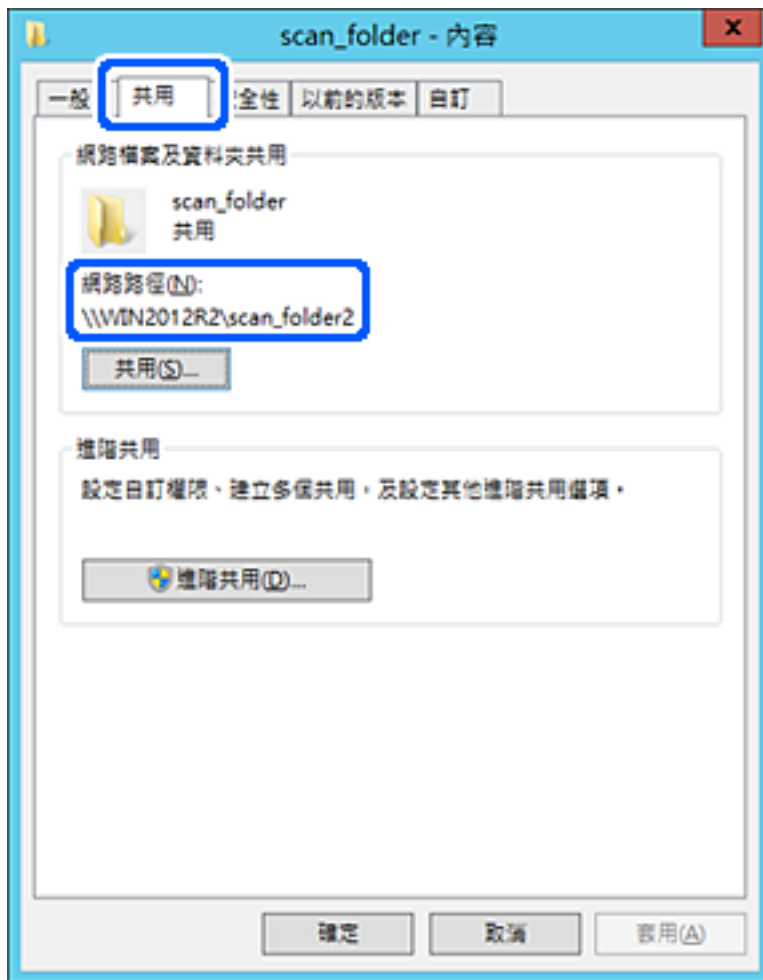 scan_folder - 內容
一般 共用 全性 以前的版本 自訂
網路檔案及資料夾共用
scan_folder
共用
網路路徑(N):
\\WIN2012R2\scan_folder2
共用(S)...
進階共用
設定自訂權限、建立多個共用，及設定其他進階共用選項。
進階共用(D)...
確定 取消 套用(A)